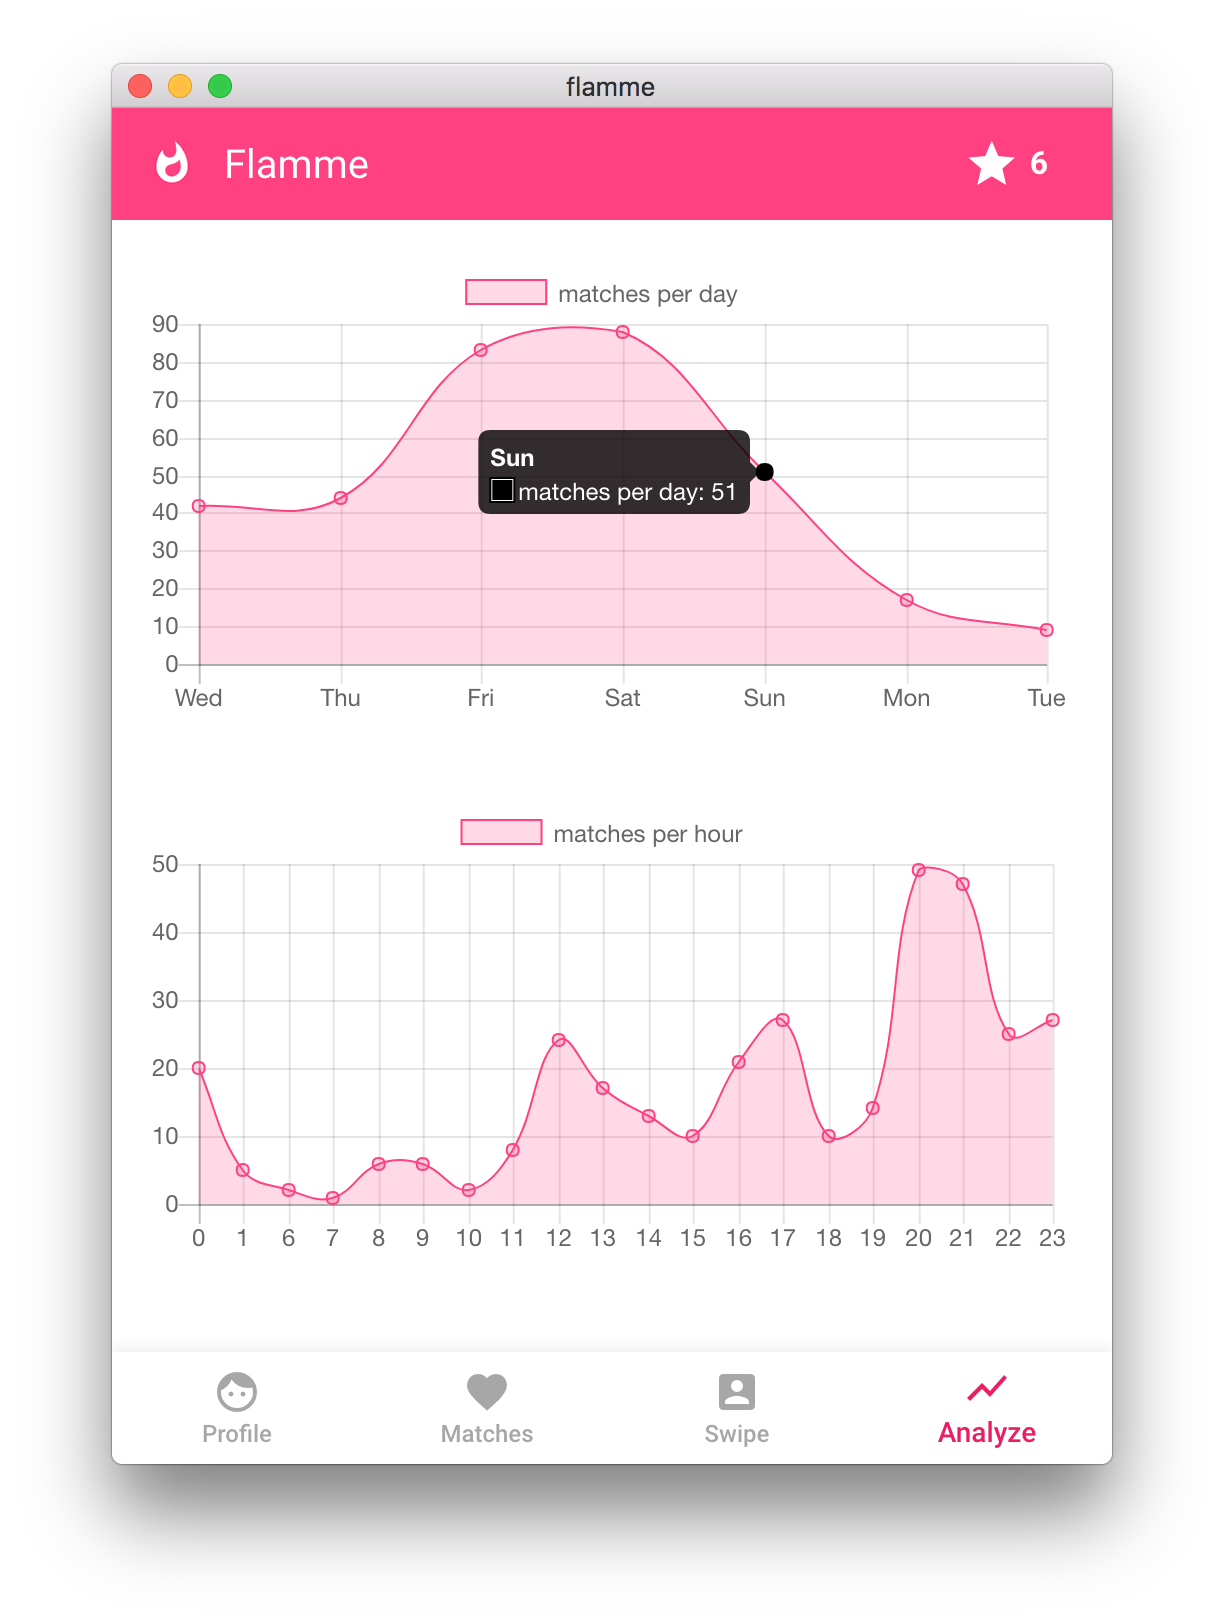 flamme
Flamme
6
matches per day
90
80
70
60
50
40
30
20
10
0
Sun
matches per day: 51
Wed Thu Fri Sat Sun Mon Tue
matches per hour
50
40
30
20
10
0
0 1 6 7 8 9 10 11 12 13 14 15 16 17 18 19 20 21 22 23
Profile Matches Swipe Analyze